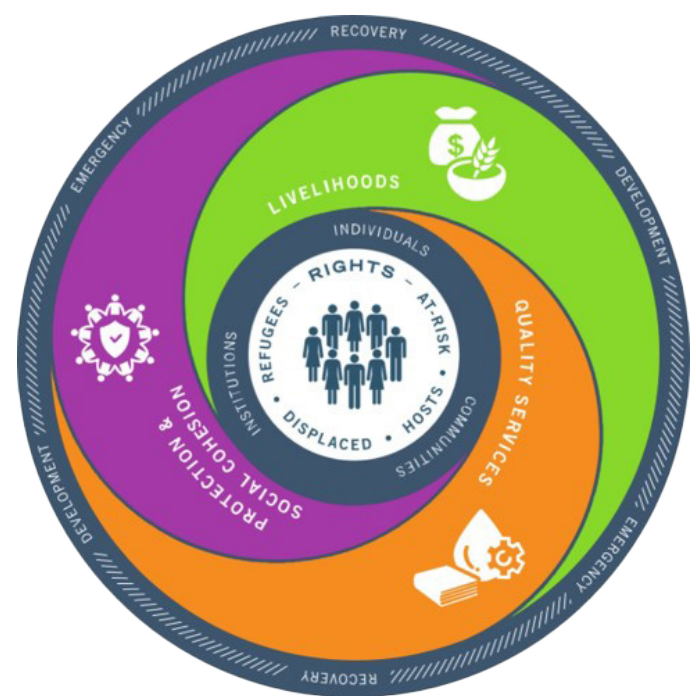 RECOVERY
DEVELOPMENT
EMERGENCY
RECOVERY
DEVELOPMENT
EMERGENCY
LIVELIHOODS
$
QUALITY SERVICES
PROTECTION &
SOCIAL COHESION
INDIVIDUALS
COMMUNITIES
INSTITUTIONS
REFUGEES – RIGHTS – AT-RISK • HOSTS • DISPLACED •